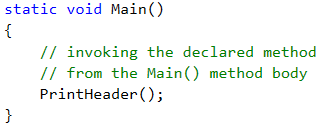 static void Main()
{
    // invoking the declared method
    // from the Main() method body
    PrintHeader();
}